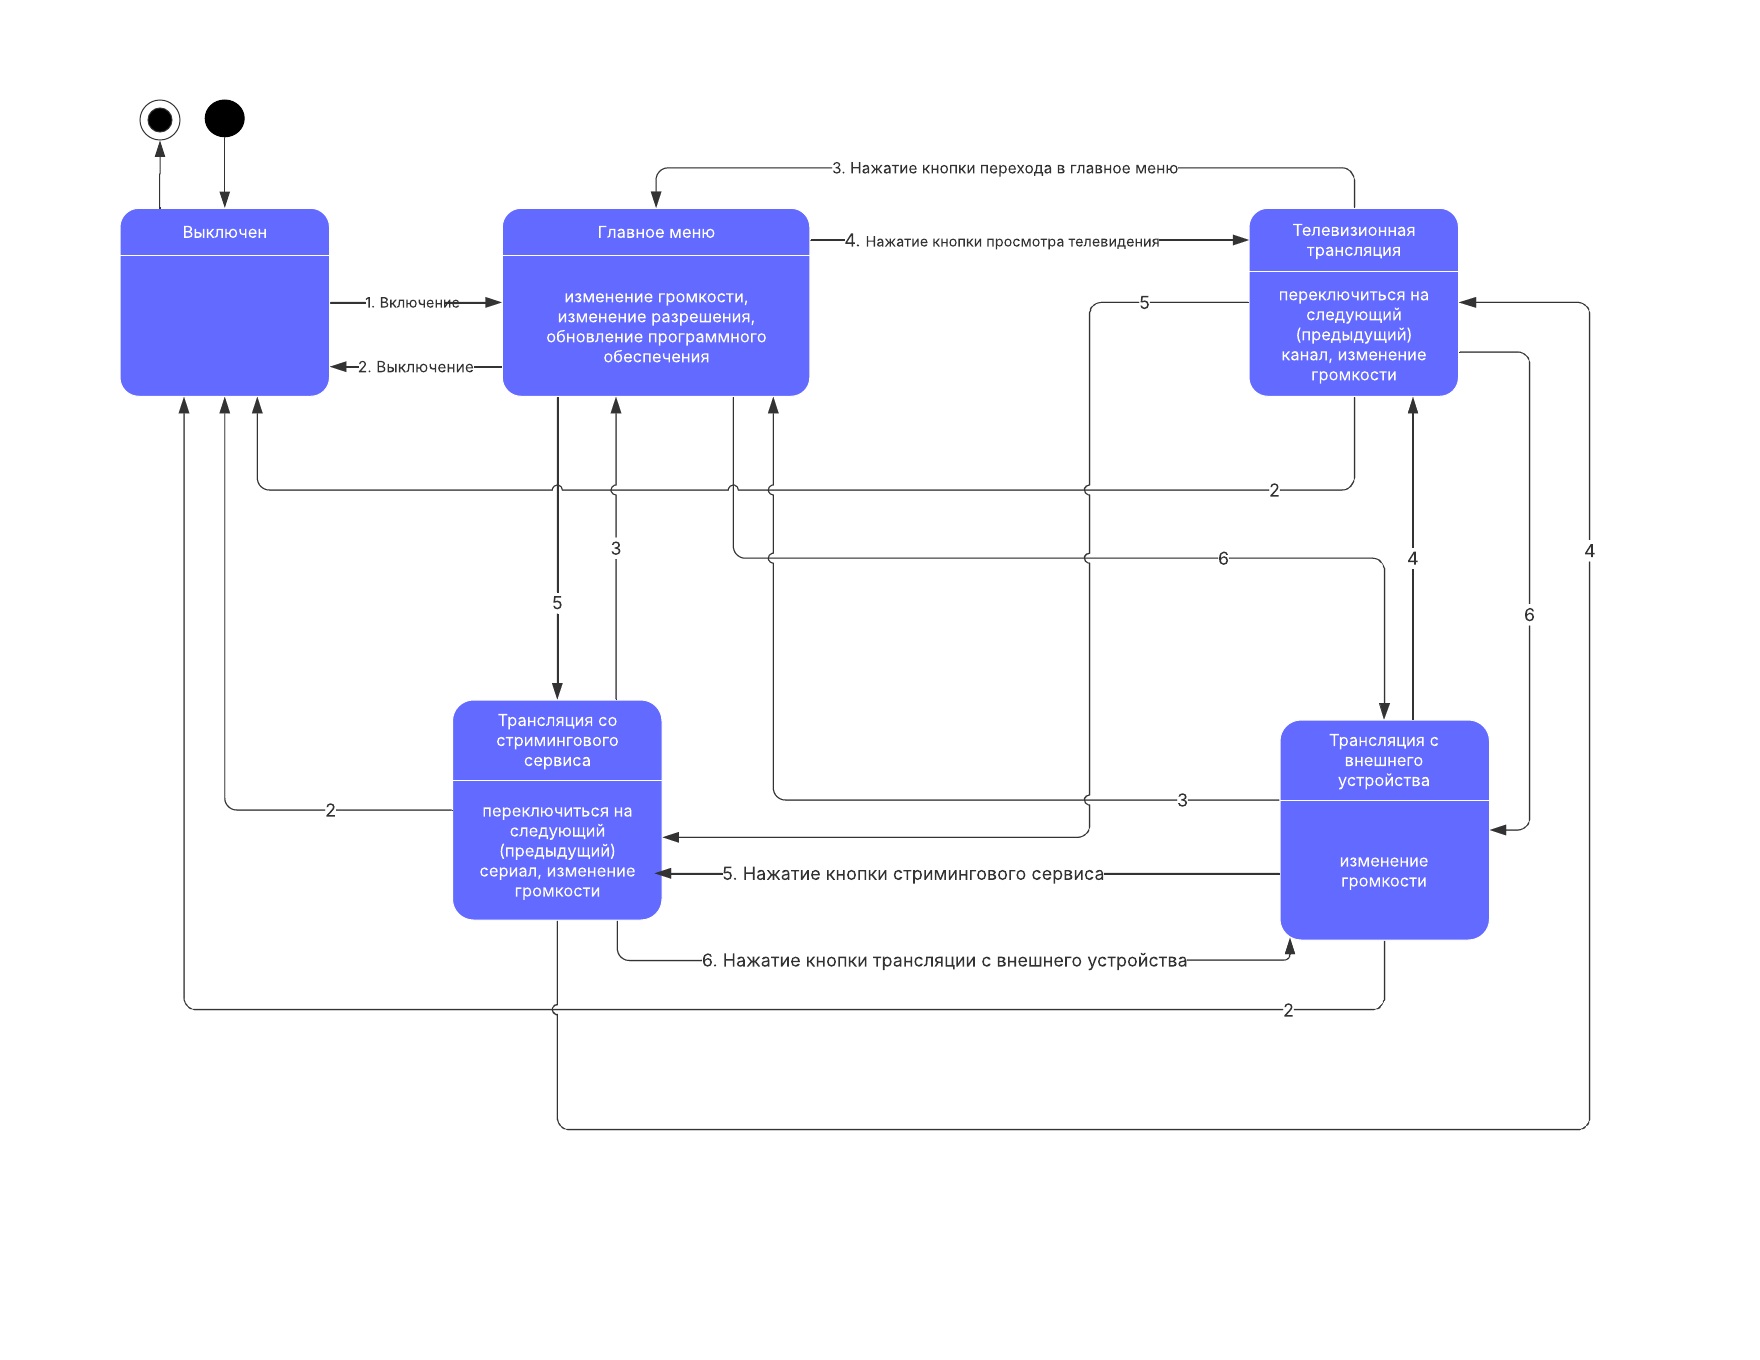 3. Нажатие кнопки перехода в главное меню
Выключен
Главное меню
4. Нажатие кнопки просмотра телевидения
Телевизионная
трансляция
1. Включение
2. Выключение
изменение громкости,
изменение разрешения,
обновление программного
обеспечения
5
переключиться на
следующий
(предыдущий)
канал, изменение
громкости
2
3
6
4
4
5
6
Трансляция со
стримингового
сервиса
Трансляция с
внешнего
устройства
2
переключиться на
следующий
(предыдущий)
сериал, изменение
громкости
3
5. Нажатие кнопки стримингового сервиса
изменение
громкости
6. Нажатие кнопки трансляции с внешнего устройства
2